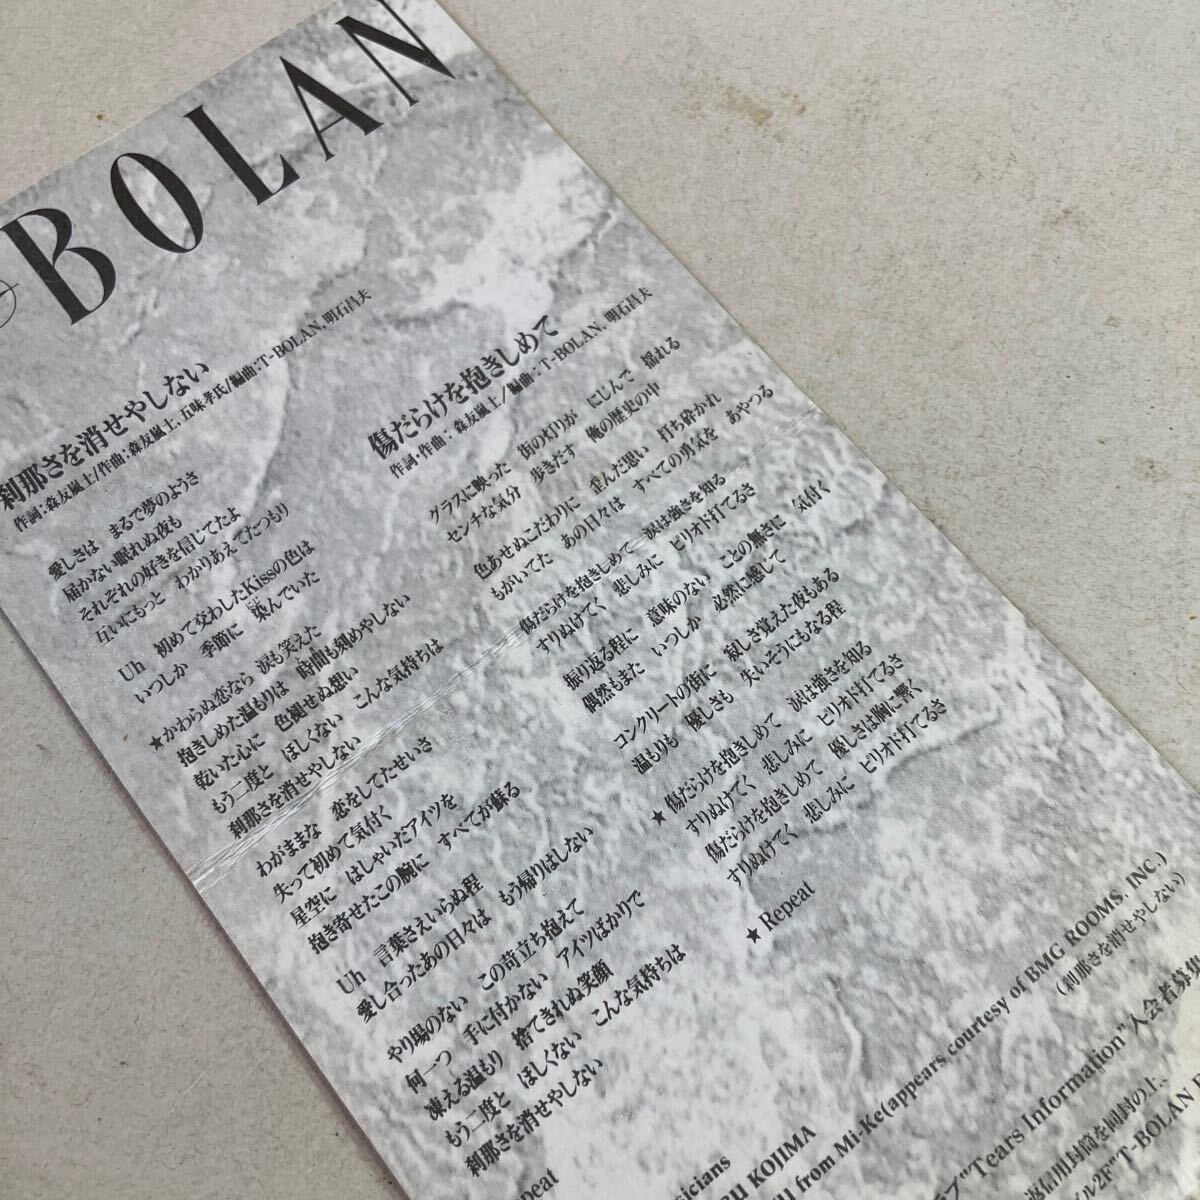 BOLAN
刹那さを消せやしない
作詞:森友嵐士/作曲:森友嵐士, 五味孝氏/編曲:T-BOLAN, 明石昌夫
愛しさは まるで夢のようさ
届かない眠れぬ夜も
それぞれの好きを信じてたよ
互いにもっと わかりあえてたつもり
Uh 初めて交わしたKissの色は
いつしか 季節に 染んでいた
★かわらぬ恋なら 涙も笑えた
抱きしめた温もりは 時間も刻めやしない
乾いた心に 色褪せぬ想い
もう二度と ほしくない こんな気持ちは
刹那さを消せやしない
わがままな 恋をしてたせいさ
失って初めて気付く
星空に はしゃいだアイツを
抱き寄せたこの腕に すべてが蘇る
Uh 言葉さえいらぬ程
愛し合ったあの日々は もう帰りはしない
やり場のない この苛立ち抱えて
何一つ 手に付かない アイツばかりで
凍える温もり 捨てきれぬ笑顔
もう二度と ほしくない こんな気持ちは
刹那さを消せやしない
傷だらけを抱きしめて
作詞・作曲:森友嵐士/編曲:T-BOLAN, 明石昌夫
グラスに映った 街の灯りが にじんで 揺れる
センチな気分 歩きだす 俺の歴史の中
色あせぬこだわりに 歪んだ思い 打ち砕かれ
もがいてた あの日々は すべての勇気を あやつる
傷だらけを抱きしめて 涙は強さを知る
すりぬけてく 悲しみに ピリオド打てるさ
振り返る程に 意味のない ことの無さに 気付く
偶然もまた いつしか 必然に感じて
コンクリートの街に 寂しさ覚えた夜もある
温もりも 優しさも 失いそうにもなる程
★ 傷だらけを抱きしめて 涙は強さを知る
すりぬけてく 悲しみに ピリオド打てるさ
傷だらけを抱きしめて 優しさは胸に響く
すりぬけてく 悲しみに ピリオド打てるさ
★ Repeat
KOJIMA
from Mi-Ke(appears courtesy of BMG ROOMS, INC.)
(刹那さを消せやしない)
"Tears Information"入会者募集
返信用封筒を同封の上、
2F"T-BOLAN